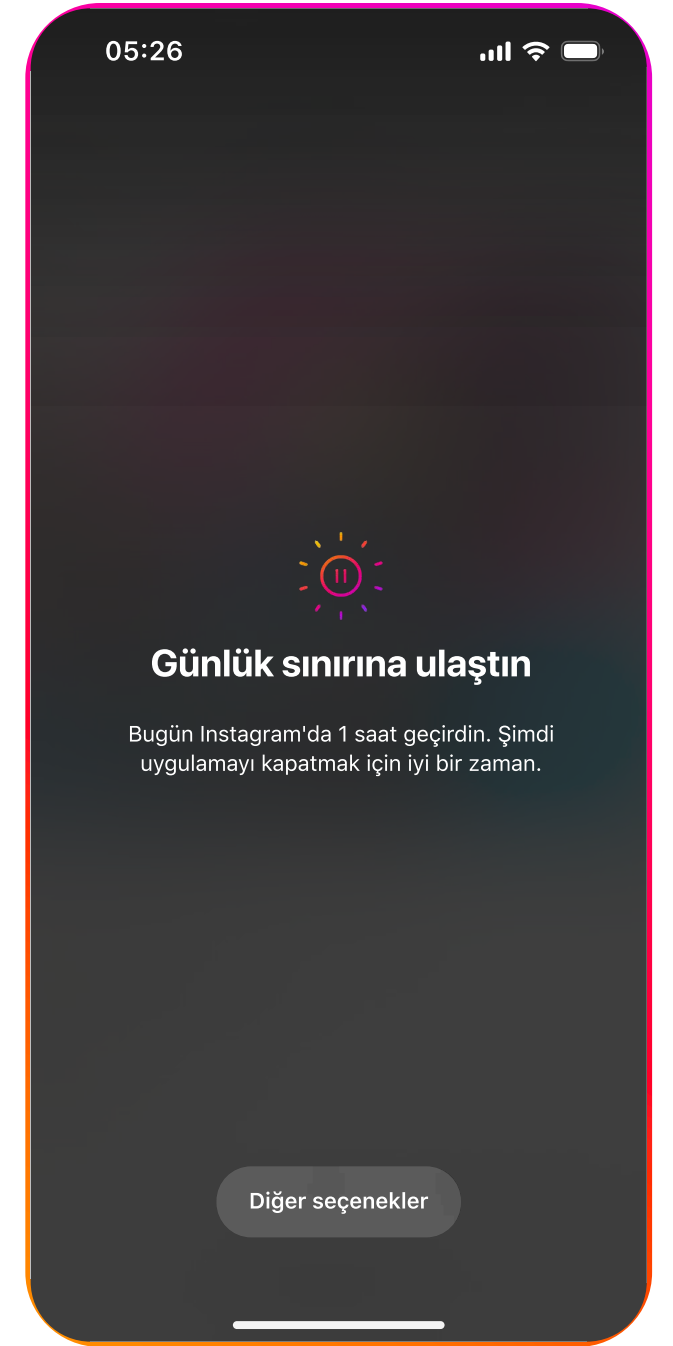 05:26
Günlük sınırına ulaştın
Bugün Instagram'da 1 saat geçirdin. Şimdi
uygulamayı kapatmak için iyi bir zaman.
Diğer seçenekler